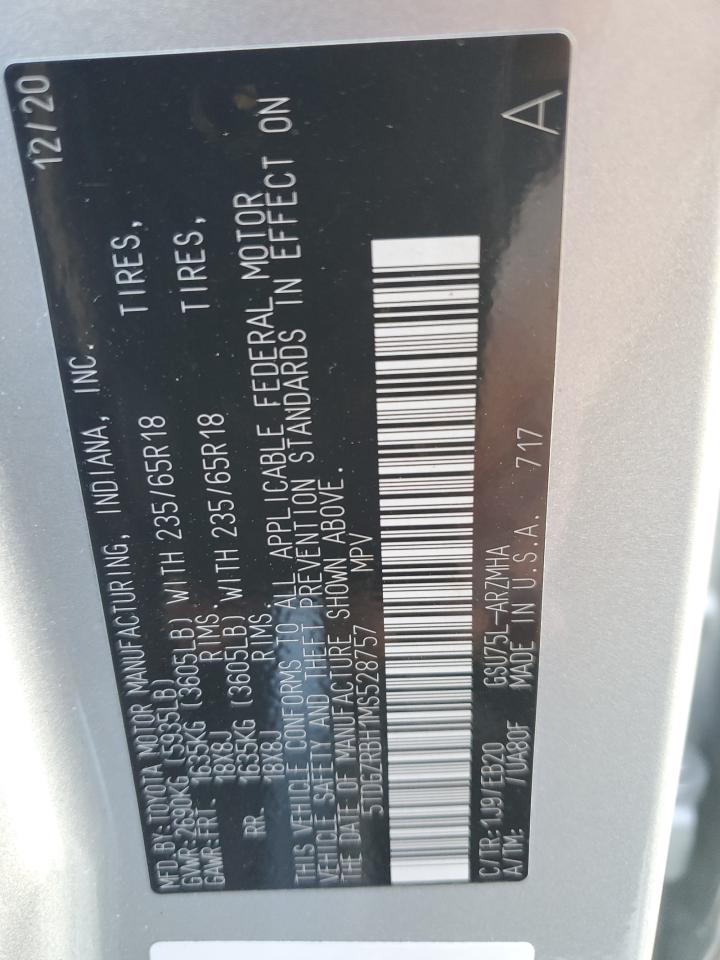 MFD BY:TOYOTA MOTOR MANUFACTURING, INDIANA, INC. 12/20
GVWR:2690KG (5935LB)
GAWR:FRT. 1635KG (3605LB) WITH 235/65R18 TIRES,
18X8J RIMS.
RR. 1635KG (3605LB) WITH 235/65R18 TIRES,
18X8J RIMS.
THIS VEHICLE CONFORMS TO ALL APPLICABLE FEDERAL MOTOR
VEHICLE SAFETY AND THEFT PREVENTION STANDARDS IN EFFECT ON
THE DATE OF MANUFACTURE SHOWN ABOVE.
5TDGZRBH1MS528757 MPV
C/TR:1J9/EB20 GSU75L-ARZMHA
A/TM: /UA80F MADE IN U.S.A. 717 A